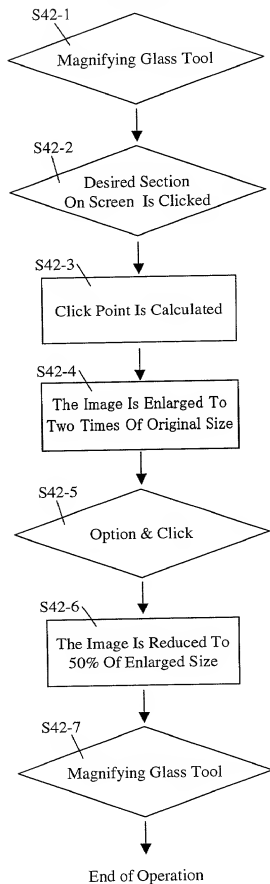 S42-1
Magnifying Glass Tool
S42-2
Desired Section
On Screen Is Clicked
S42-3
Click Point Is Calculated
S42-4
The Image Is Enlarged To
Two Times Of Original Size
S42-5
Option & Click
S42-6
The Image Is Reduced To
50% Of Enlarged Size
S42-7
Magnifying Glass Tool
End of Operation